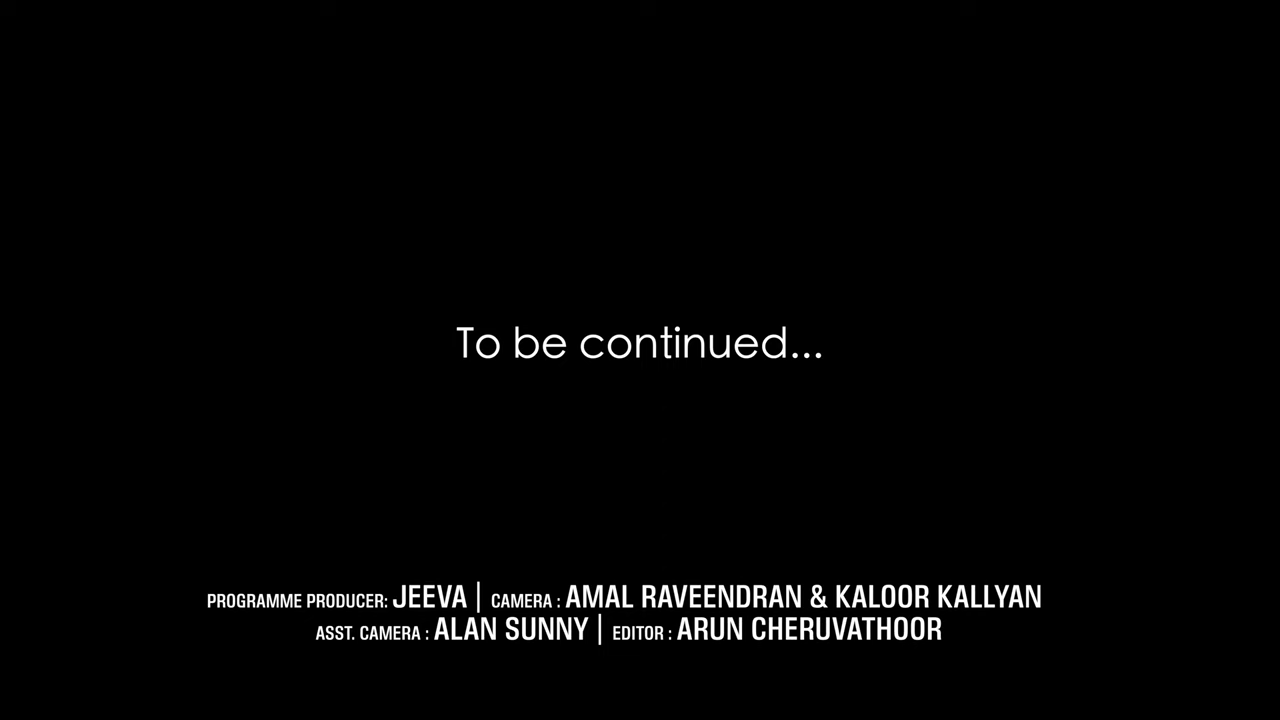 To be continued...
PROGRAMME PRODUCER: JEEVA | CAMERA : AMAL RAVEENDRAN & KALOOR KALLYAN
ASST. CAMERA : ALAN SUNNY | EDITOR : ARUN CHERUVATHOOR